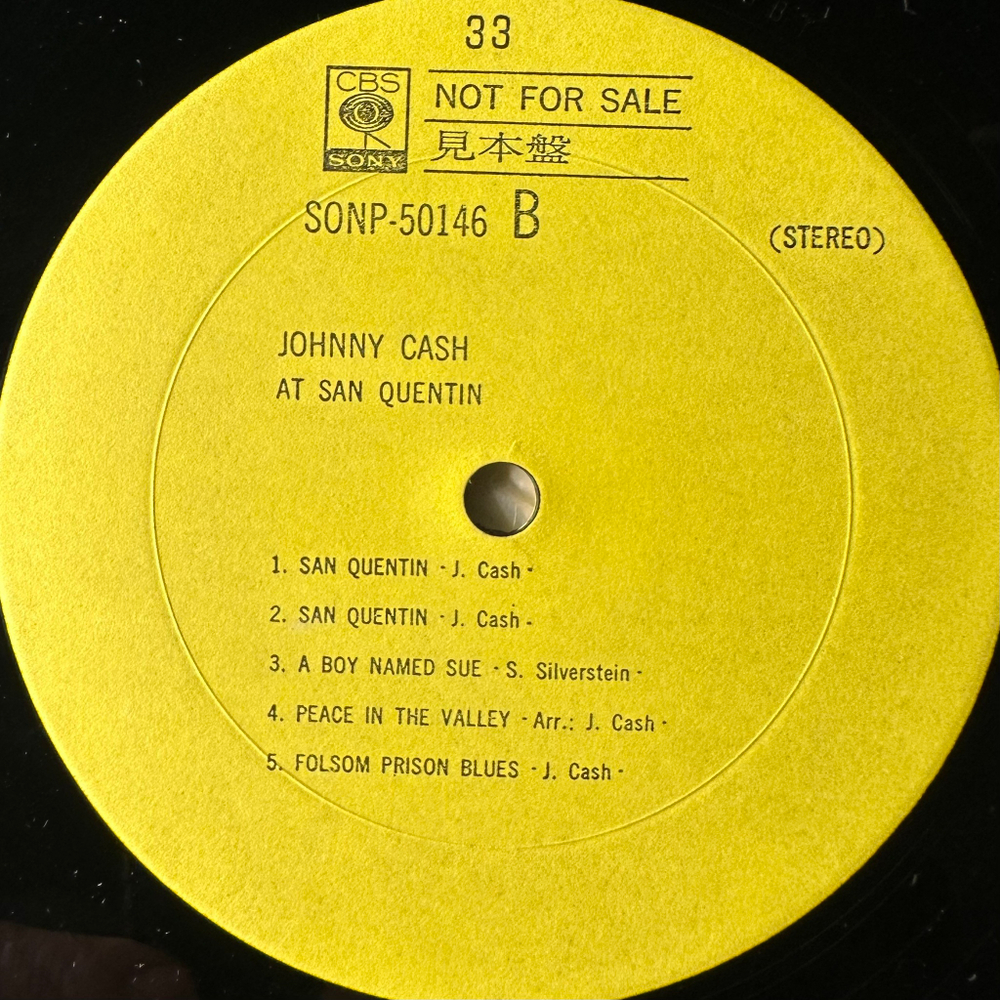 33
CBS
SONY
NOT FOR SALE
見本盤
SONP-50146 B
(STEREO)
JOHNNY CASH
AT SAN QUENTIN
1. SAN QUENTIN - J. Cash -
2. SAN QUENTIN - J. Cash -
3. A BOY NAMED SUE - S. Silverstein -
4. PEACE IN THE VALLEY - Arr.: J. Cash -
5. FOLSOM PRISON BLUES - J. Cash -